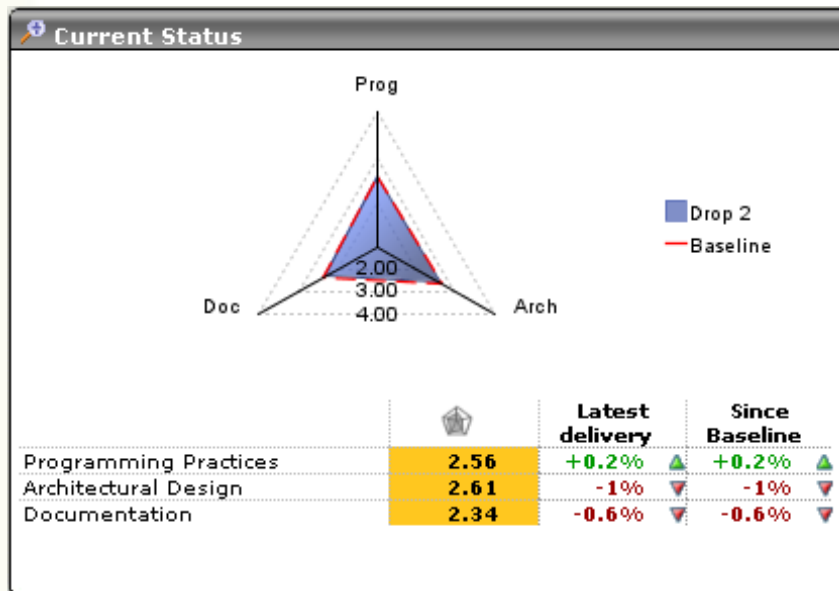 Current Status
Prog
Drop 2
Baseline
2.00
Doc
3.00
Arch
4.00
Latest delivery
Since Baseline
Programming Practices 2.56 +0.2% +0.2%
Architectural Design 2.61 -1% -1%
Documentation 2.34 -0.6% -0.6%